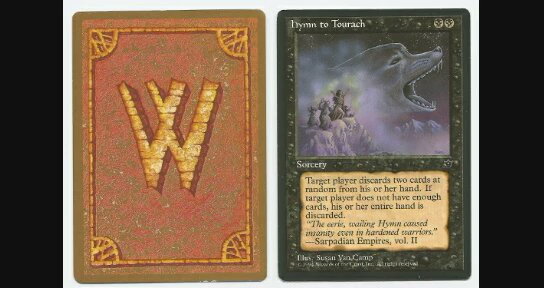 W
Hymn to Tourach
Sorcery
Target player discards two cards at
random from his or her hand. If
target player does not have enough
cards, his or her entire hand is
discarded.
"The eerie, wailing Hymn caused
insanity even in hardened warriors."
—Sarpadian Empires, vol. II
Illus. Susan Van Camp